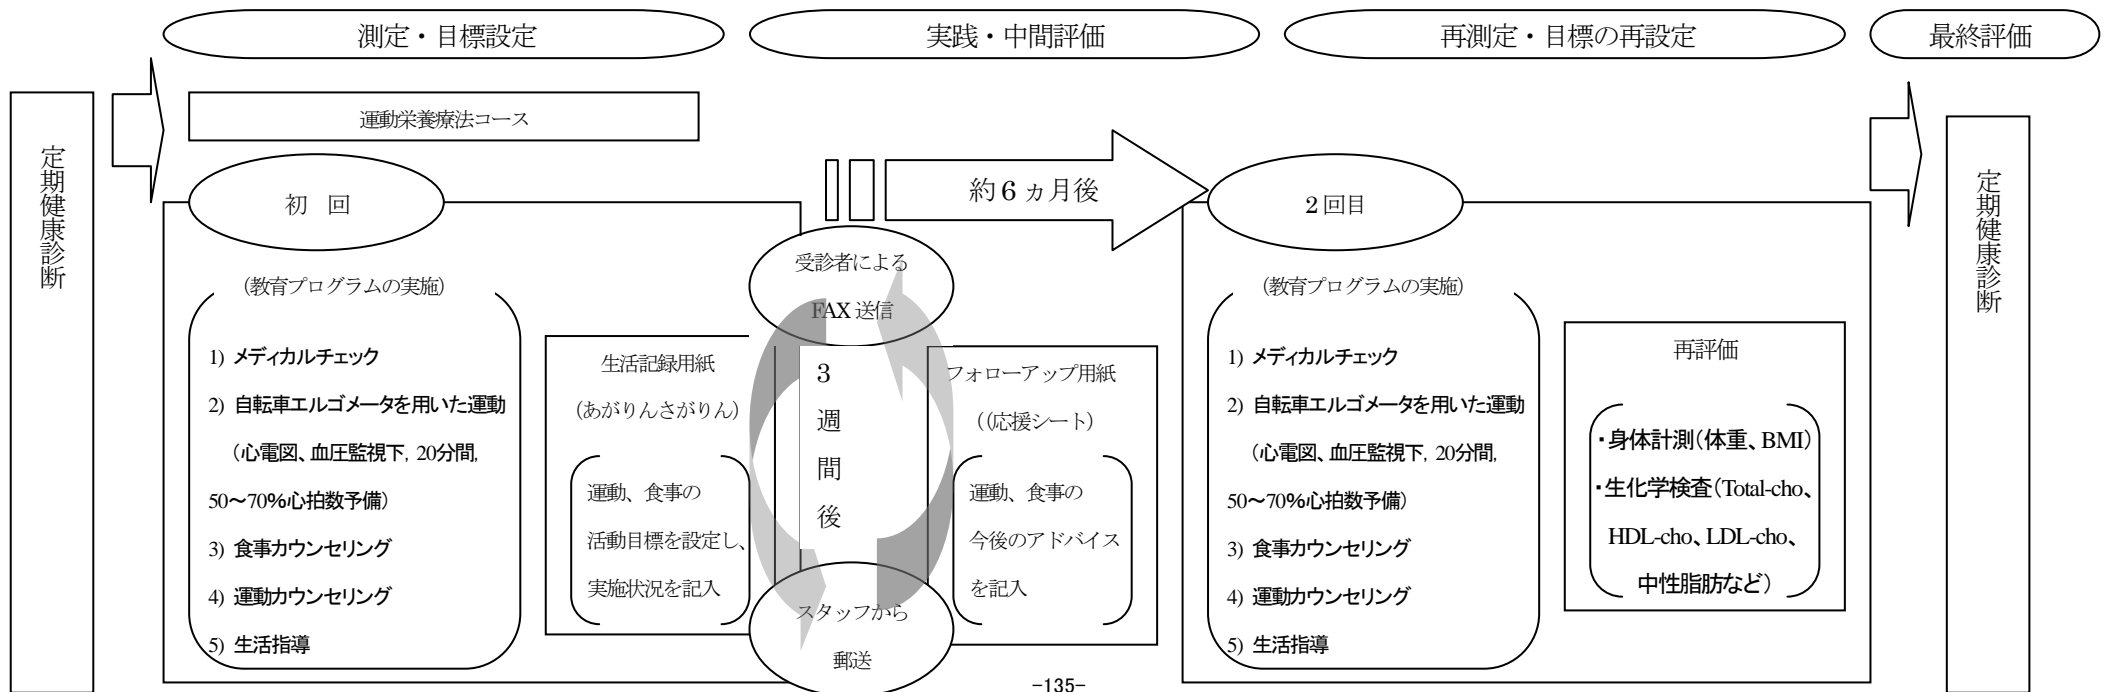 測定・目標設定
実践・中間評価
再測定・目標の再設定
最終評価
定期健康診断
運動栄養療法コース
初 回
(教育プログラムの実施)
1) メディカルチェック
2) 自転車エルゴメータを用いた運動
（心電図、血圧監視下, 20分間,
50〜70%心拍数予備）
3) 食事カウンセリング
4) 運動カウンセリング
5) 生活指導
生活記録用紙
(あがりんさがりん)
運動、食事の
活動目標を設定し、
実施状況を記入
約6ヵ月後
受診者による
FAX 送信
3週間後
スタッフから
郵送
フォローアップ用紙
((応援シート)
運動、食事の
今後のアドバイス
を記入
2回目
(教育プログラムの実施)
1) メディカルチェック
2) 自転車エルゴメータを用いた運動
（心電図、血圧監視下, 20分間,
50〜70%心拍数予備）
3) 食事カウンセリング
4) 運動カウンセリング
5) 生活指導
再評価
・身体計測（体重、BMI）
・生化学検査（Total-cho、
HDL-cho、LDL-cho、
中性脂肪など）
定期健康診断
-135-